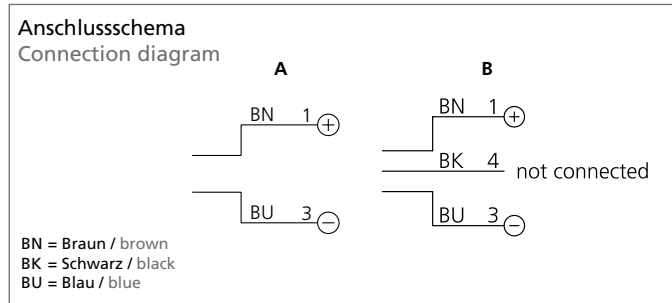 Anschlussschema
Connection diagram
A
BN 1 +
BU 3 −
B
BN 1 +
BK 4 not connected
BU 3 −
BN = Braun / brown
BK = Schwarz / black
BU = Blau / blue